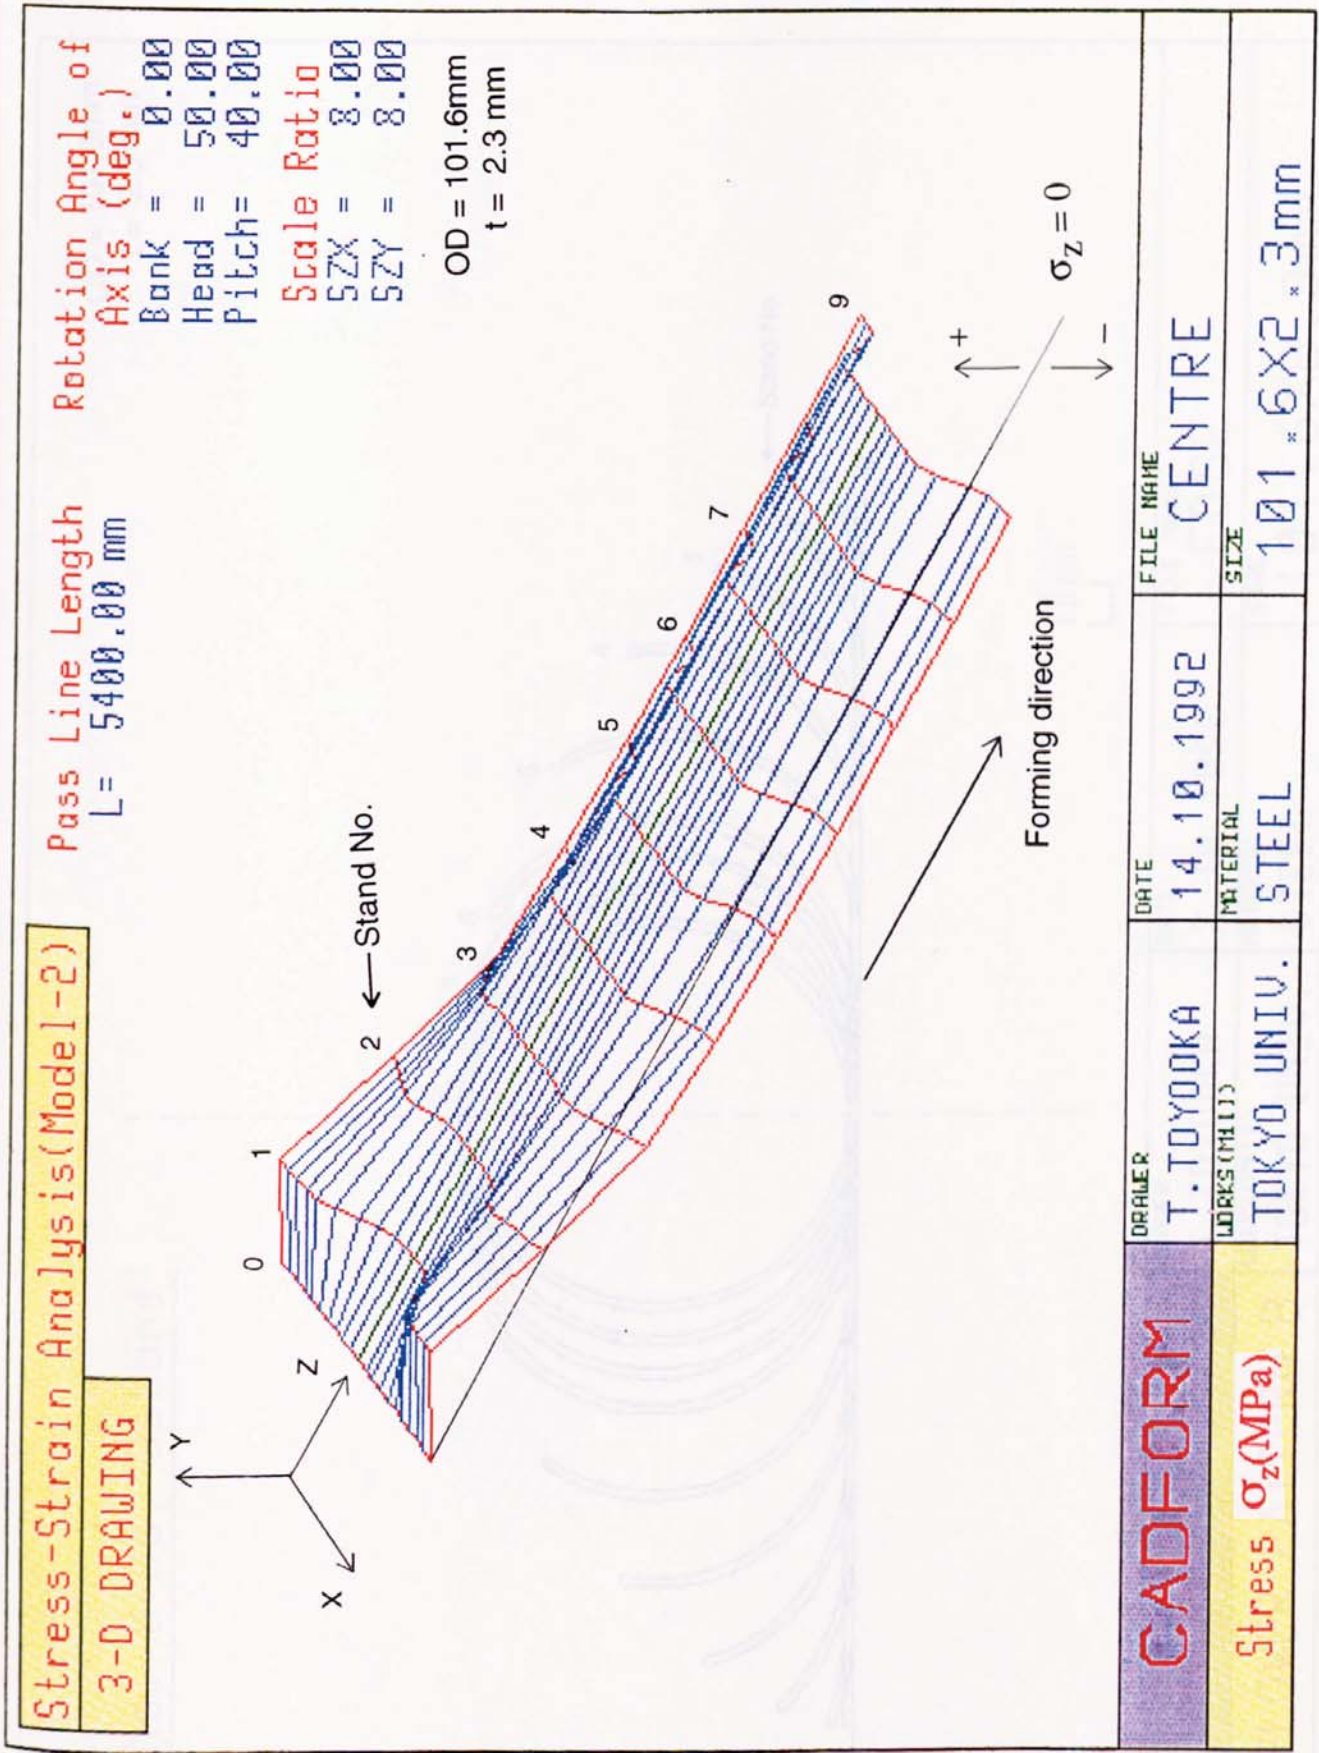 Stress-Strain Analysis(Model-2)
3-D DRAWING
Pass Line Length
L= 5400.00 mm
Rotation Angle of
Axis (deg.)
Bank = 0.00
Head = 50.00
Pitch= 40.00
Scale Ratio
SZX = 8.00
SZY = 8.00
OD = 101.6mm
t = 2.3 mm
Y
X
Z
0
1
2
← Stand No.
3
4
5
6
7
9
+
−
σz = 0
Forming direction
CADFORM
Stress σz(MPa)
DRAWER
T.TOYOOKA
WORKS(Mill)
TOKYO UNIV.
DATE
14.10.1992
MATERIAL
STEEL
FILE NAME
CENTRE
SIZE
101.6X2.3mm